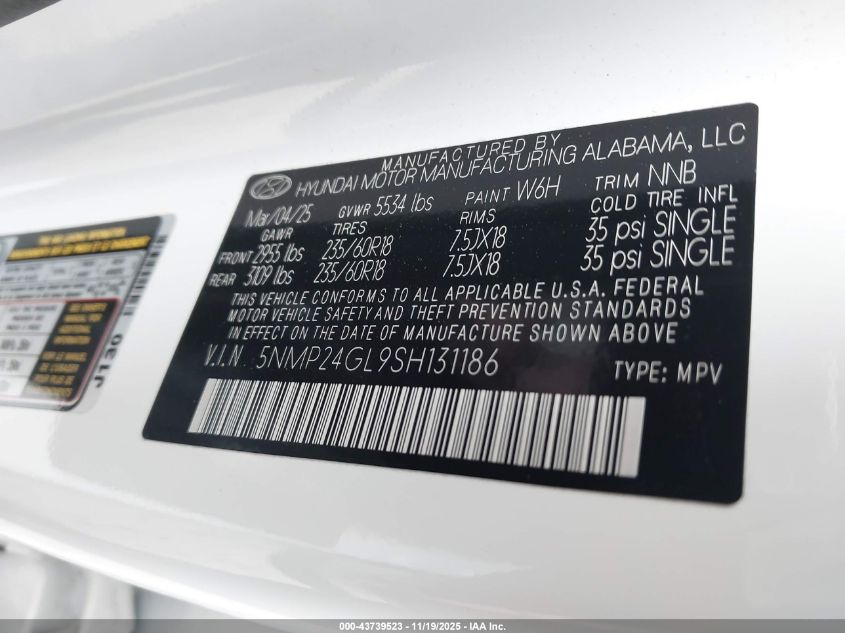 MANUFACTURED BY
HYUNDAI MOTOR MANUFACTURING ALABAMA, LLC
Mar/04/25 GVWR 5534 lbs PAINT W6H TRIM NNB
GAWR TIRES RIMS COLD TIRE INFL
FRONT 2955 lbs 235/60R18 7.5JX18 35 psi SINGLE
REAR 3109 lbs 235/60R18 7.5JX18 35 psi SINGLE
THIS VEHICLE CONFORMS TO ALL APPLICABLE U.S.A. FEDERAL
MOTOR VEHICLE SAFETY AND THEFT PREVENTION STANDARDS
IN EFFECT ON THE DATE OF MANUFACTURE SHOWN ABOVE
V.I.N. 5NMP24GL9SH131186 TYPE: MPV
000-43739523 - 11/19/2025 - IAA Inc.